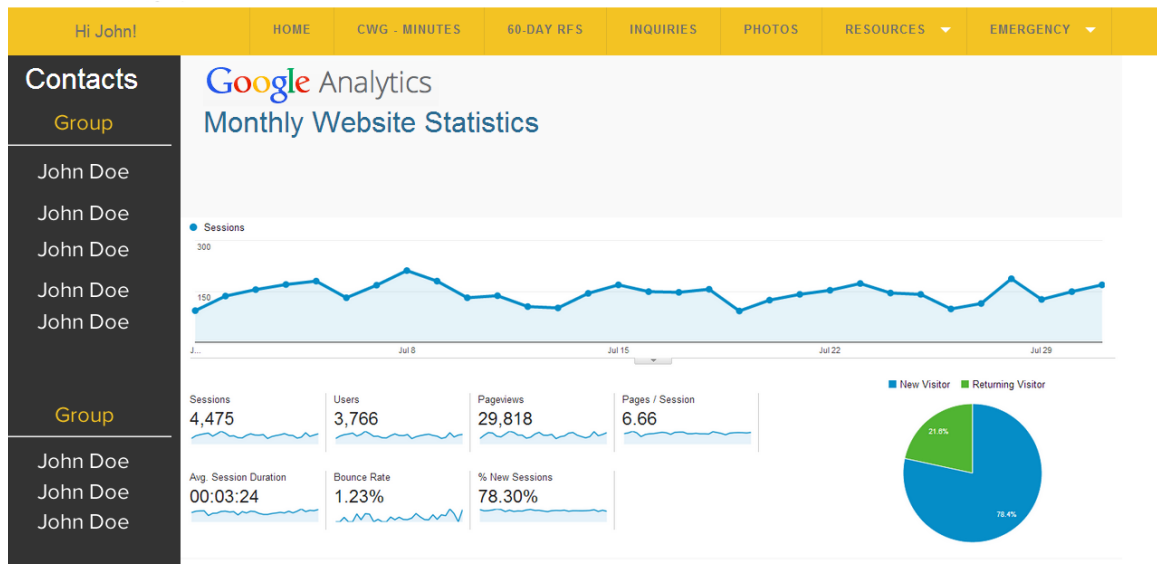 Hi John!
HOME
CWG - MINUTES
60-DAY RFS
INQUIRIES
PHOTOS
RESOURCES
EMERGENCY
Contacts
Group
John Doe
John Doe
John Doe
John Doe
John Doe
Group
John Doe
John Doe
John Doe
Google Analytics
Monthly Website Statistics
Sessions
300
150
J...
Jul 8
Jul 15
Jul 22
Jul 29
Sessions
4,475
Users
3,766
Pageviews
29,818
Pages / Session
6.66
Avg. Session Duration
00:03:24
Bounce Rate
1.23%
% New Sessions
78.30%
New Visitor
Returning Visitor
21.6%
78.4%